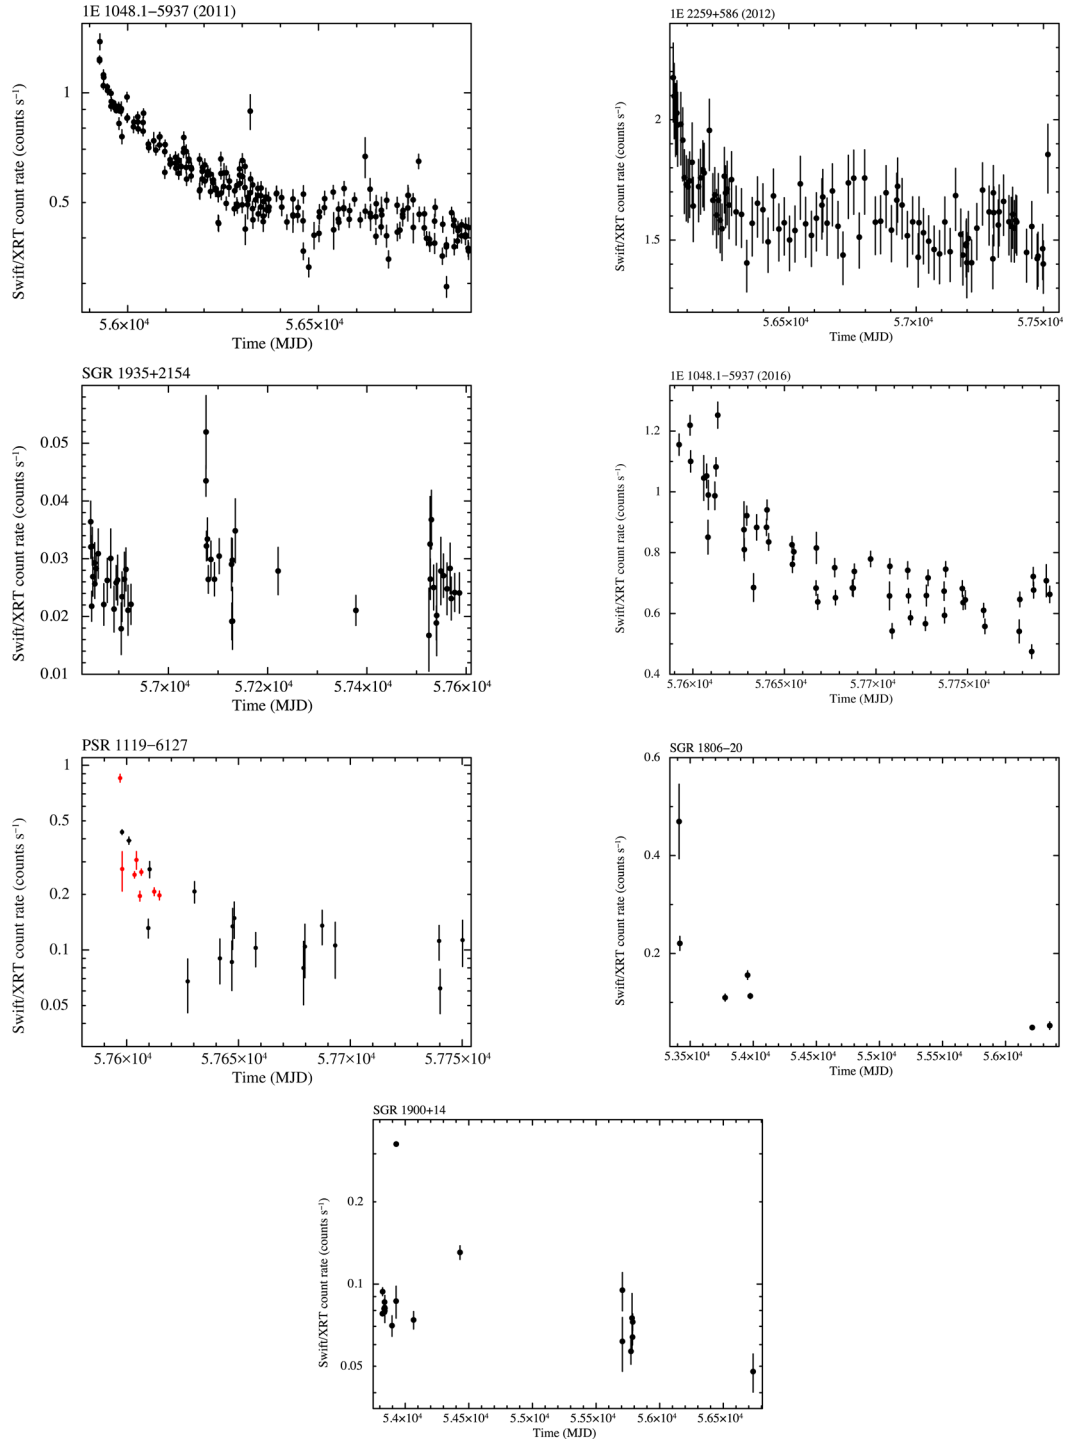 1E 1048.1−5937 (2011)
Swift/XRT count rate (counts s⁻¹)
1
0.5
5.6×10⁴
5.65×10⁴
Time (MJD)
1E 2259+586 (2012)
Swift/XRT count rate (counts s⁻¹)
2
1.5
5.65×10⁴
5.7×10⁴
5.75×10⁴
Time (MJD)
SGR 1935+2154
Swift/XRT count rate (counts s⁻¹)
0.05
0.04
0.03
0.02
0.01
5.7×10⁴
5.72×10⁴
5.74×10⁴
5.76×10⁴
Time (MJD)
1E 1048.1−5937 (2016)
Swift/XRT count rate (counts s⁻¹)
1.2
1
0.8
0.6
0.4
5.76×10⁴
5.765×10⁴
5.77×10⁴
5.775×10⁴
Time (MJD)
PSR 1119−6127
Swift/XRT count rate (counts s⁻¹)
1
0.5
0.2
0.1
0.05
5.76×10⁴
5.765×10⁴
5.77×10⁴
5.775×10⁴
Time (MJD)
SGR 1806−20
Swift/XRT count rate (counts s⁻¹)
0.6
0.4
0.2
5.35×10⁴
5.4×10⁴
5.45×10⁴
5.5×10⁴
5.55×10⁴
5.6×10⁴
Time (MJD)
SGR 1900+14
Swift/XRT count rate (counts s⁻¹)
0.2
0.1
0.05
5.4×10⁴
5.45×10⁴
5.5×10⁴
5.55×10⁴
5.6×10⁴
5.65×10⁴
Time (MJD)